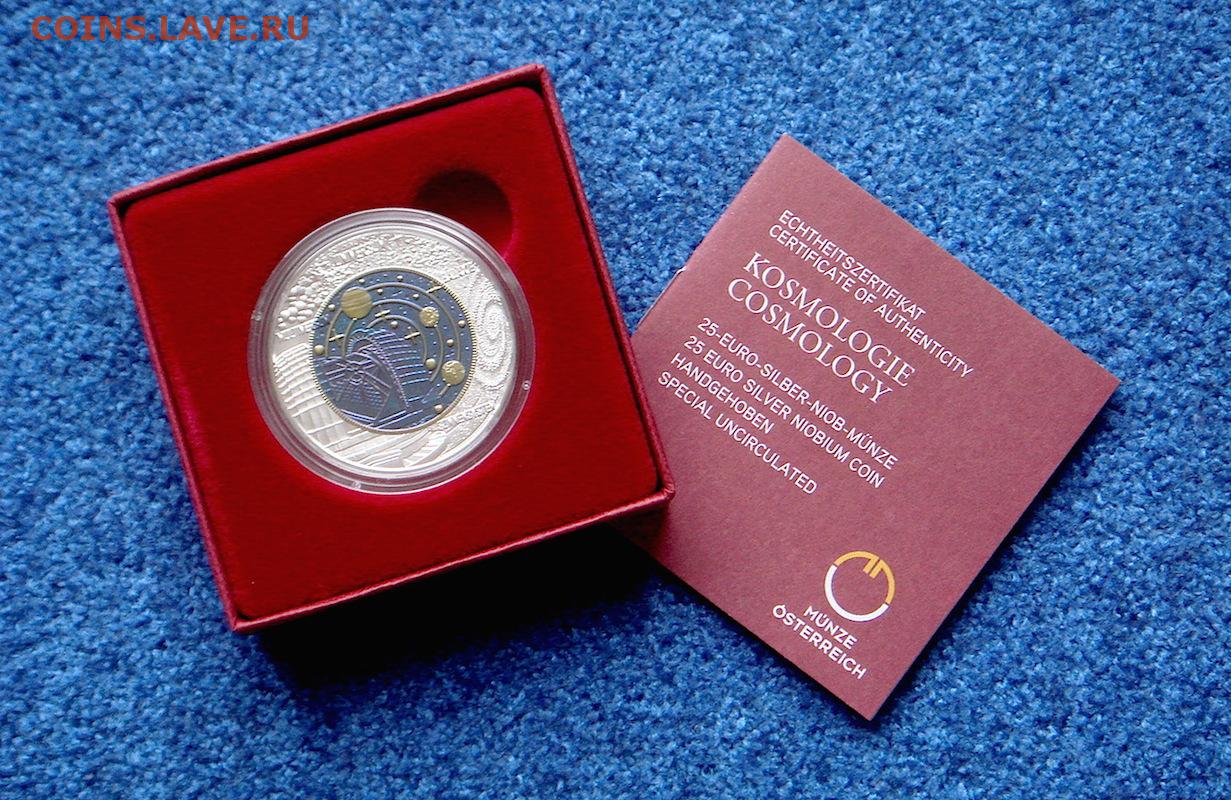 COINS.LAVE.RU
ECHTHEITSZERTIFIKAT
CERTIFICATE OF AUTHENTICITY
KOSMOLOGIE
COSMOLOGY
25-EURO-SILBER-NIOB-MÜNZE
25 EURO SILVER NIOBIUM COIN
HANDGEHOBEN
SPECIAL UNCIRCULATED
MÜNZE
ÖSTERREICH